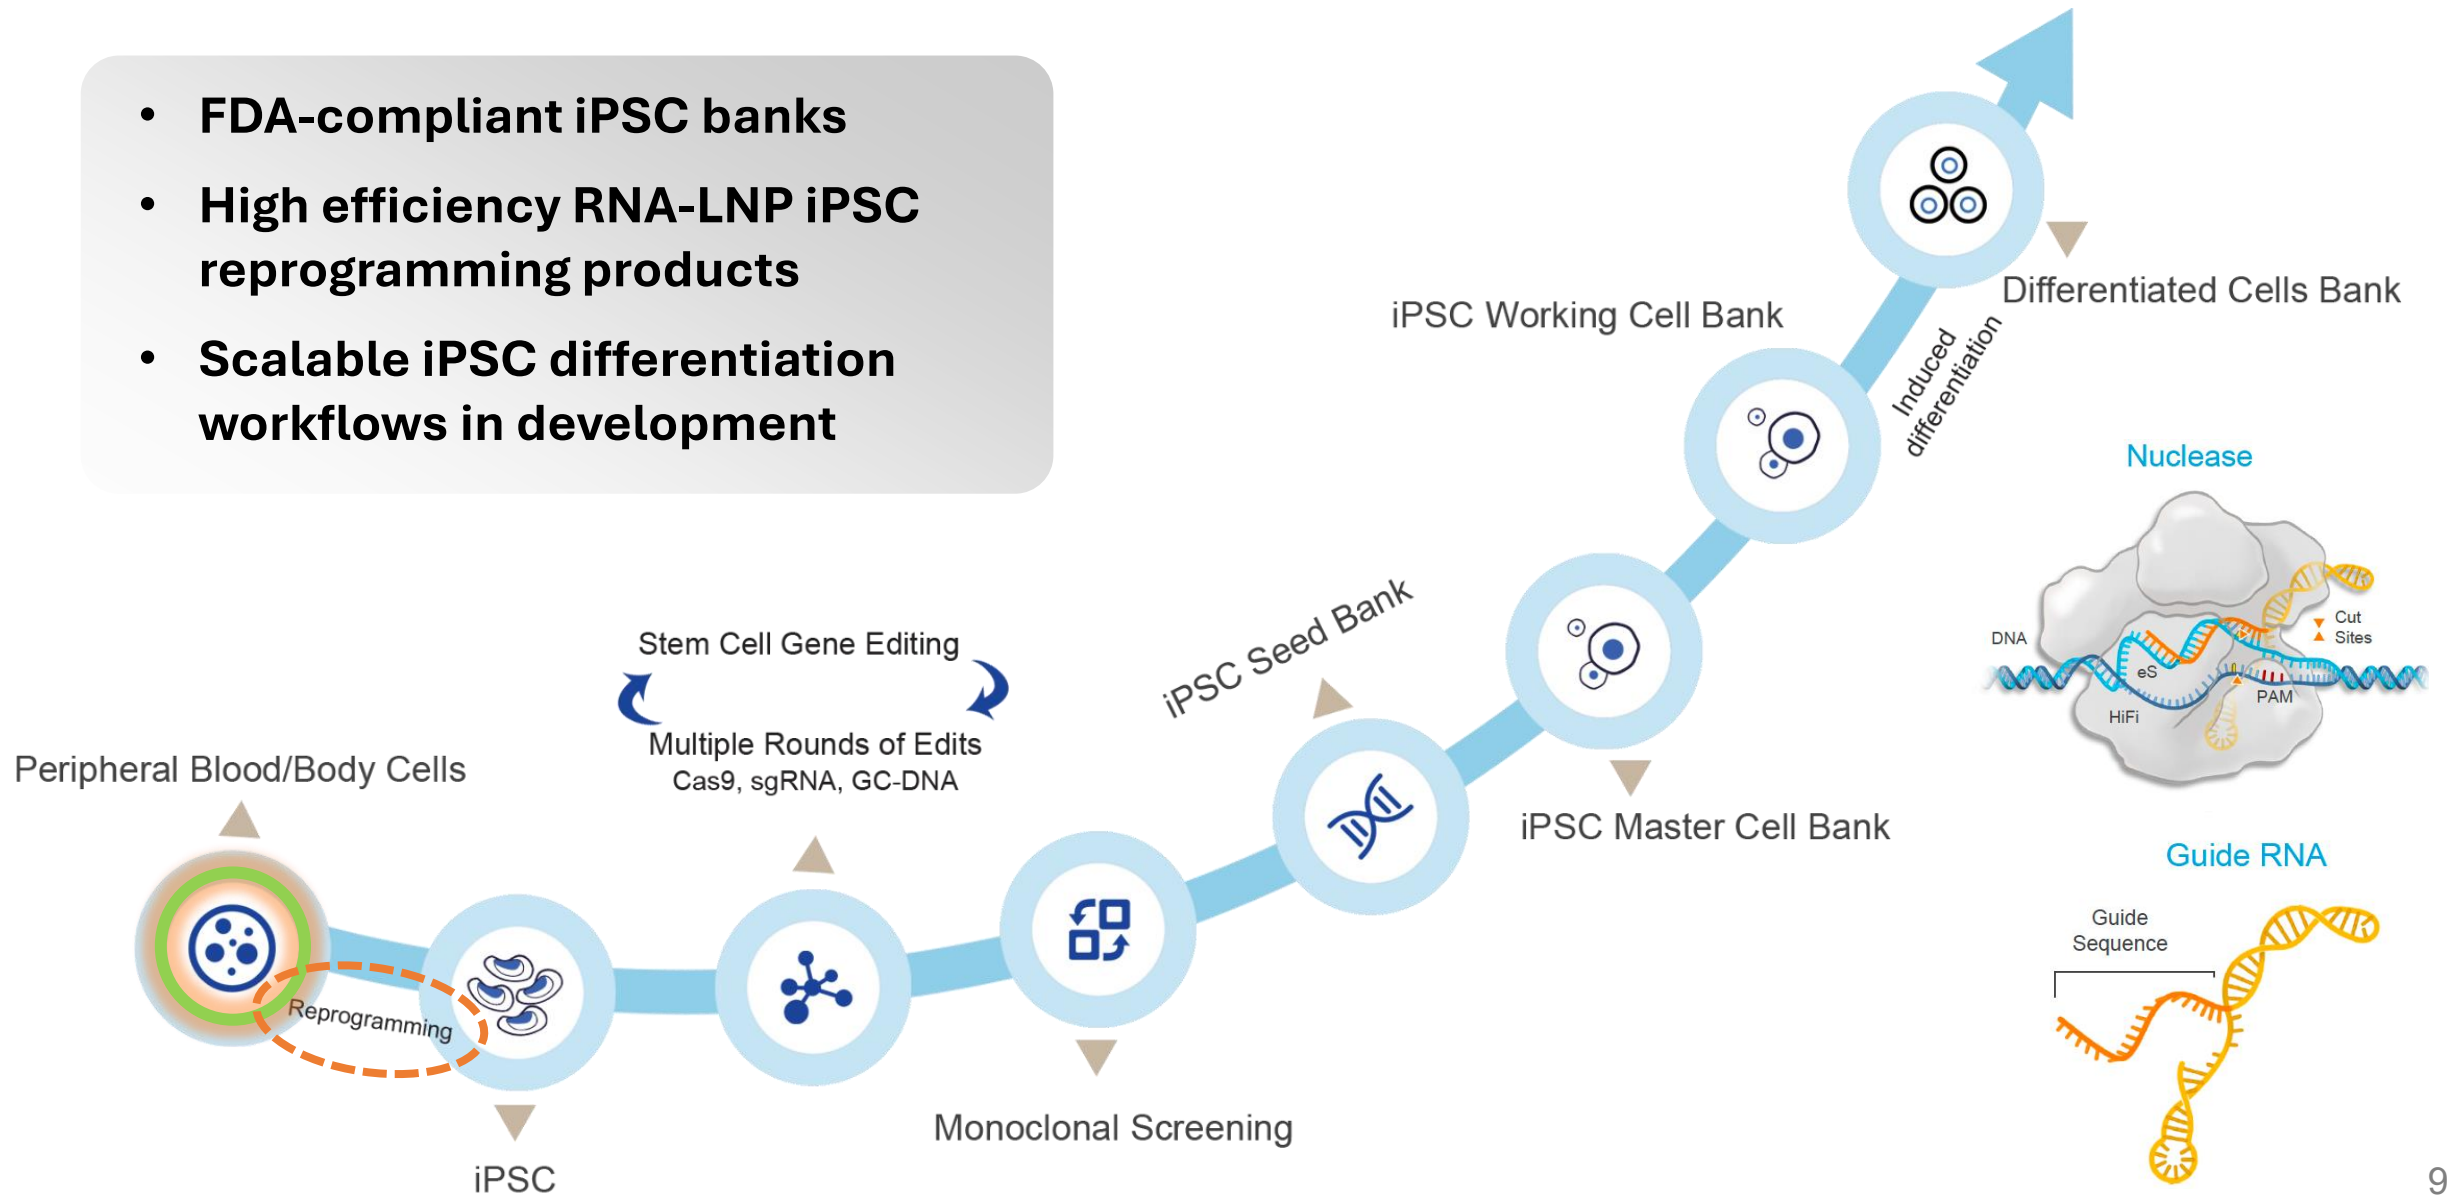 • FDA-compliant iPSC banks
• High efficiency RNA-LNP iPSC
reprogramming products
• Scalable iPSC differentiation
workflows in development
Peripheral Blood/Body Cells
Reprogramming
iPSC
Stem Cell Gene Editing
Multiple Rounds of Edits
Cas9, sgRNA, GC-DNA
Monoclonal Screening
iPSC Seed Bank
iPSC Master Cell Bank
iPSC Working Cell Bank
Induced
differentiation
Differentiated Cells Bank
Nuclease
DNA
Cut
Sites
eS
PAM
HiFi
Guide RNA
Guide
Sequence
9